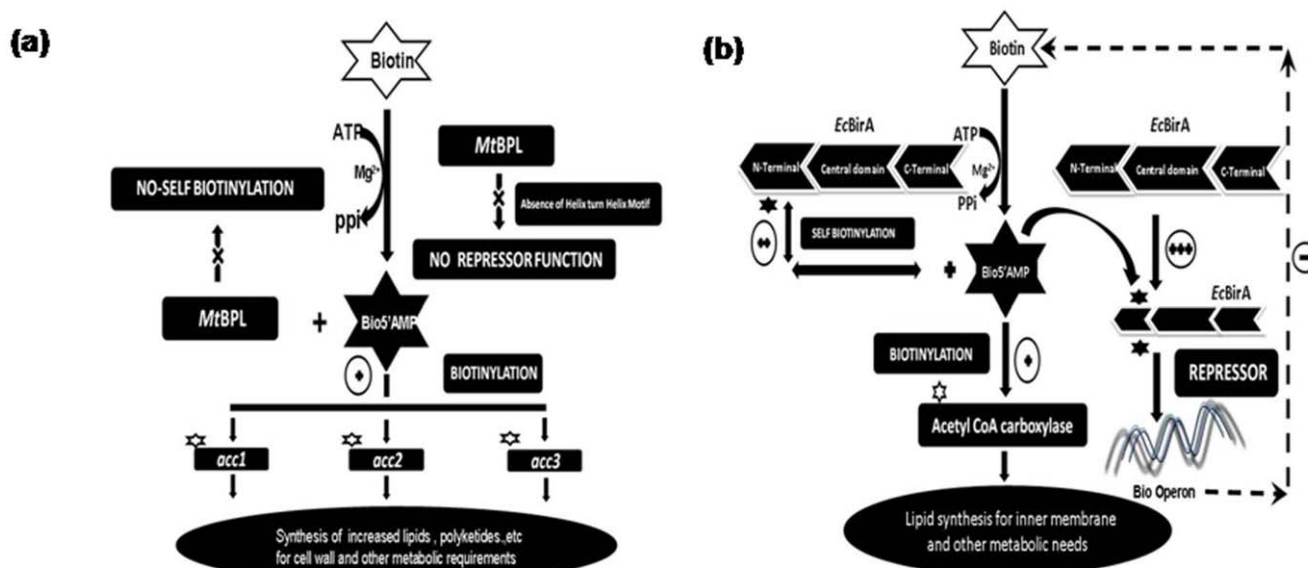 (a)
Biotin
ATP
Mg2+
ppi
MtBPL
Absence of Helix turn Helix Motif
NO REPRESSOR FUNCTION
NO-SELF BIOTINYLATION
MtBPL
+
Bio5'AMP
+
BIOTINYLATION
acc1
acc2
acc3
Synthesis of increased lipids , polyketides.,etc
for cell wall and other metabolic requirements
(b)
Biotin
EcBirA
N-Terminal
Central domain
C-Terminal
ATP
Mg2+
PPi
EcBirA
N-Terminal
Central domain
C-Terminal
++
SELF BIOTINYLATION
+
Bio5'AMP
+++
−
EcBirA
BIOTINYLATION
+
REPRESSOR
Acetyl CoA carboxylase
Bio Operon
Lipid synthesis for inner membrane
and other metabolic needs